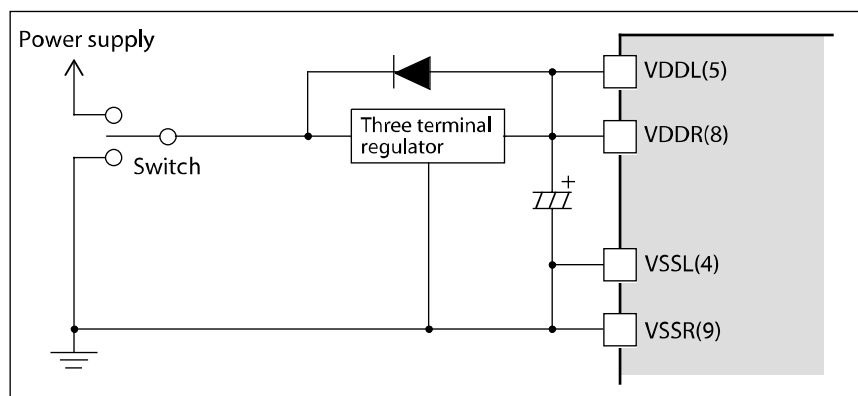 Power supply
VDDL(5)
Three terminal
regulator
VDDR(8)
Switch
+
VSSL(4)
VSSR(9)